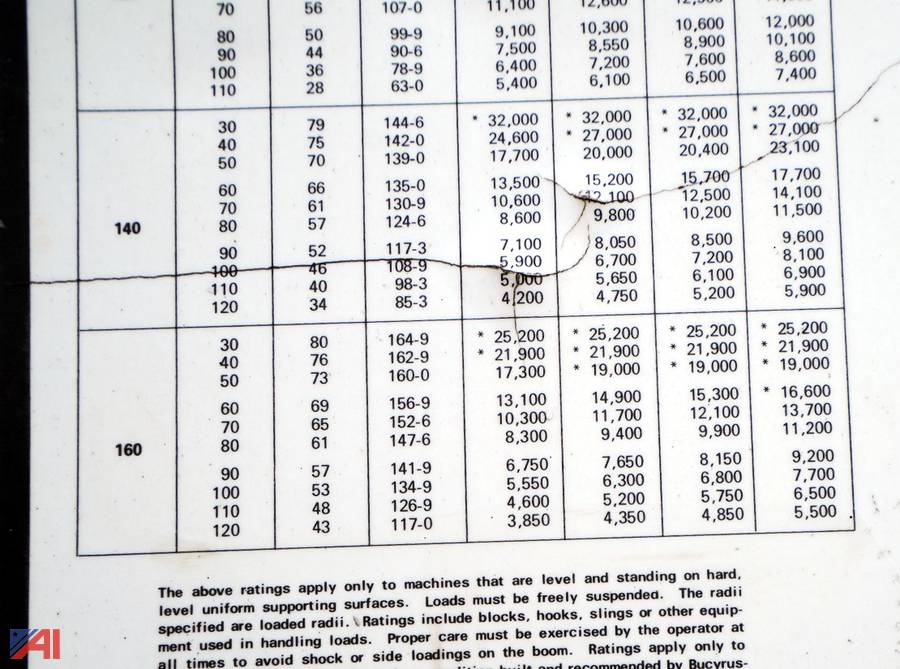 70 56 107-0 11,100
80 50 99-9 9,100 10,300 10,600 12,000
90 44 90-6 7,500 8,550 8,900 10,100
100 36 78-9 6,400 7,200 7,600 8,600
110 28 63-0 5,400 6,100 6,500 7,400
30 79 144-6 * 32,000 * 32,000 * 32,000 * 32,000
40 75 142-0 24,600 * 27,000 * 27,000 * 27,000
50 70 139-0 17,700 20,000 20,400 23,100
60 66 135-0 13,500 15,200 15,700 17,700
70 61 130-9 10,600 12,100 12,500 14,100
140 80 57 124-6 8,600 9,800 10,200 11,500
90 52 117-3 7,100 8,050 8,500 9,600
100 46 108-9 5,900 6,700 7,200 8,100
110 40 98-3 5,000 5,650 6,100 6,900
120 34 85-3 4,200 4,750 5,200 5,900
30 80 164-9 * 25,200 * 25,200 * 25,200 * 25,200
40 76 162-9 * 21,900 * 21,900 * 21,900 * 21,900
50 73 160-0 17,300 * 19,000 * 19,000 * 19,000
60 69 156-9 13,100 14,900 15,300 * 16,600
70 65 152-6 10,300 11,700 12,100 13,700
160 80 61 147-6 8,300 9,400 9,900 11,200
90 57 141-9 6,750 7,650 8,150 9,200
100 53 134-9 5,550 6,300 6,800 7,700
110 48 126-9 4,600 5,200 5,750 6,500
120 43 117-0 3,850 4,350 4,850 5,500
The above ratings apply only to machines that are level and standing on hard,
level uniform supporting surfaces. Loads must be freely suspended. The radii
specified are loaded radii. Ratings include blocks, hooks, slings or other equip-
ment used in handling loads. Proper care must be exercised by the operator at
all times to avoid shock or side loadings on the boom. Ratings apply only to
built and recommended by Bucyrus-
AI